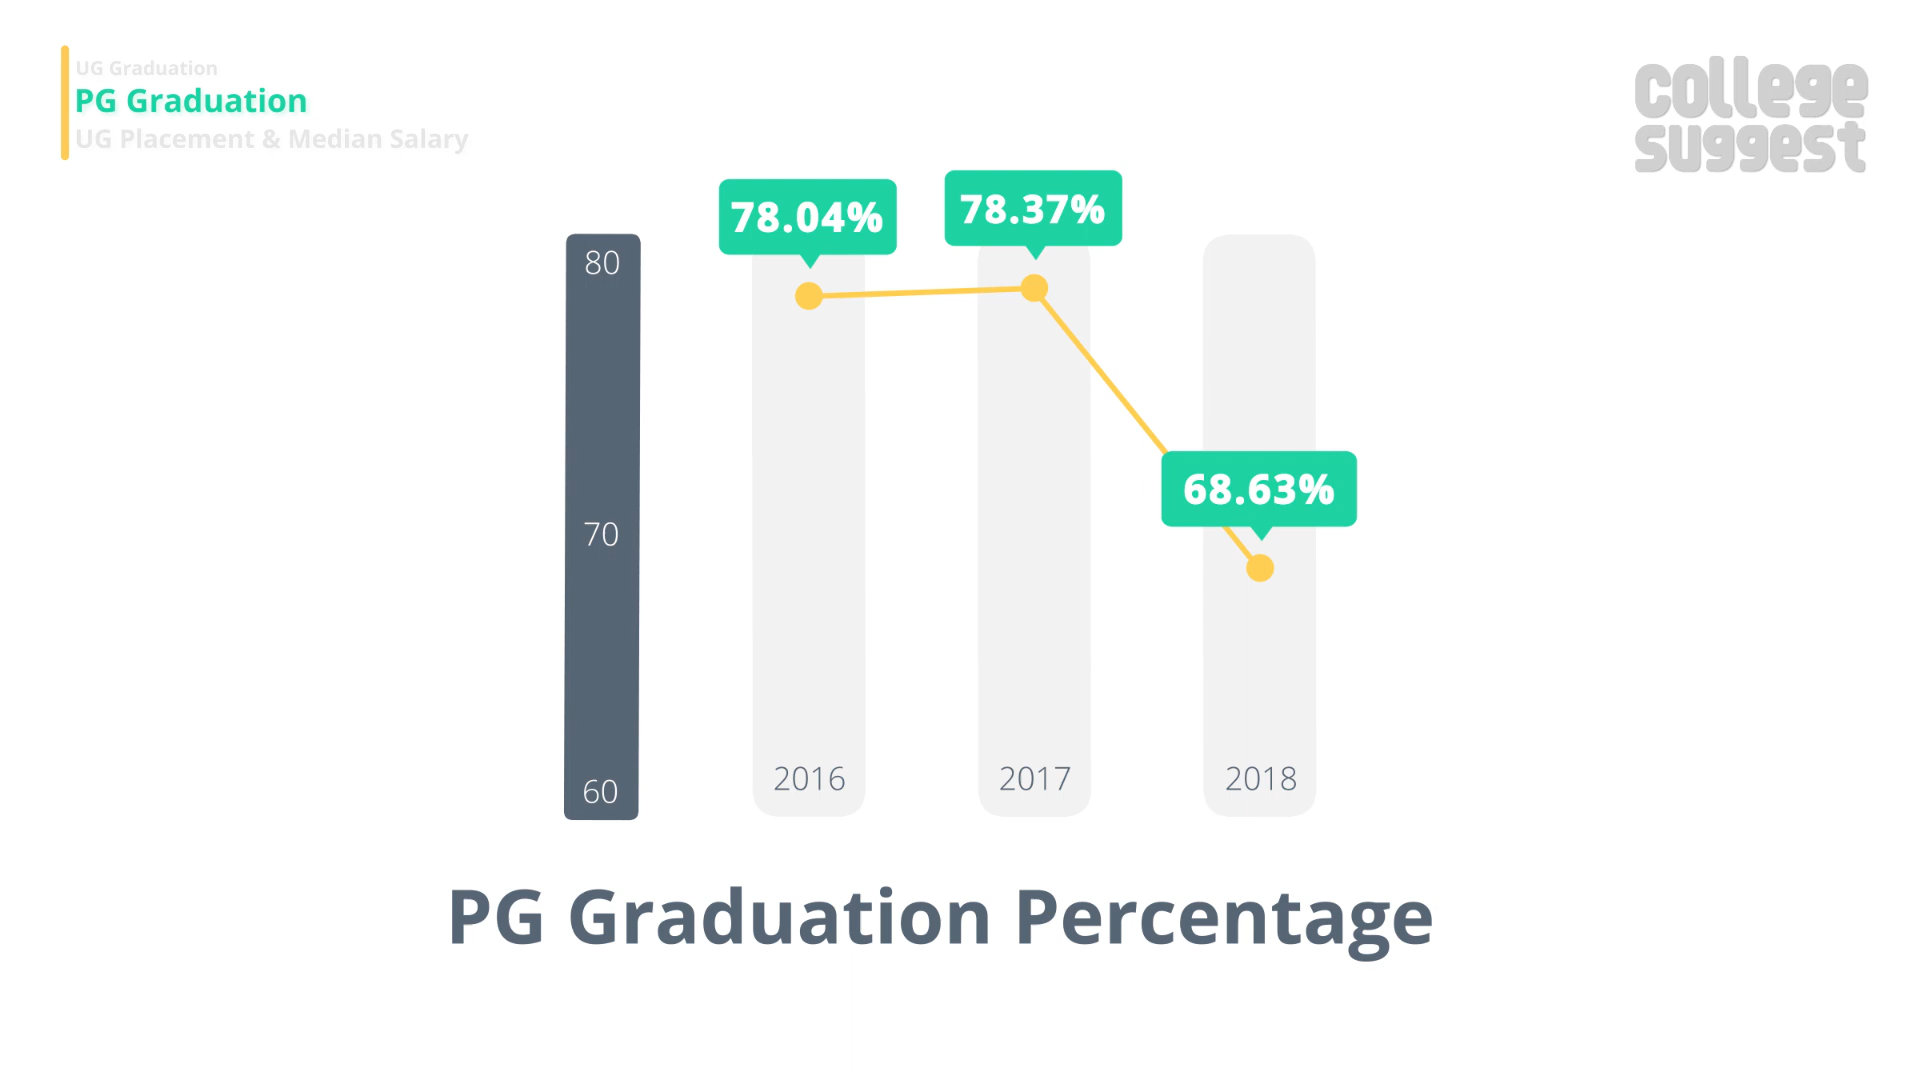 UG Graduation
PG Graduation
UG Placement & Median Salary
college
suggest
78.04%
78.37%
68.63%
80
70
60
2016
2017
2018
PG Graduation Percentage